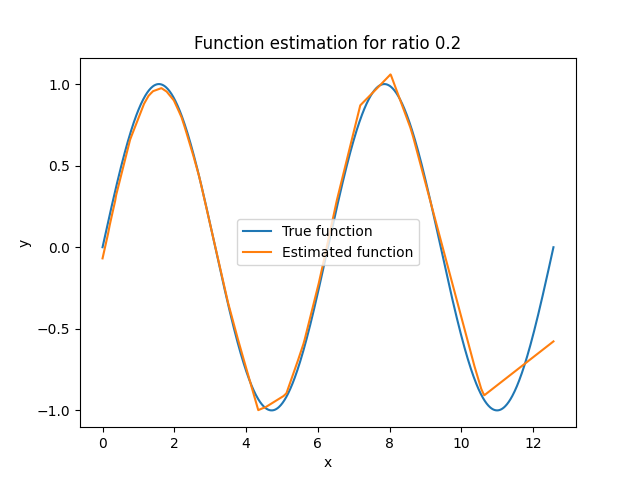 Function estimation for ratio 0.2
1.0
0.5
0.0
−0.5
−1.0
y
True function
Estimated function
0 2 4 6 8 10 12
x